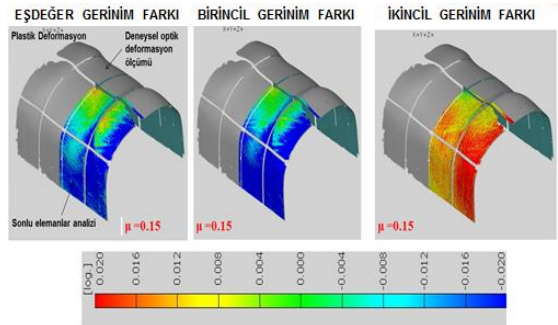 EŞDEĞER GERİNİM FARKI
BİRİNCİL GERİNİM FARKI
İKİNCİL GERİNİM FARKI
Plastik Deformasyon
X+Y+Z+
Deneysel optik
deformasyon
ölçümü
Sonlu elemanlar analizi
µ =0.15
X+Y+Z+
µ =0.15
X+Y+Z+
µ =0.15
[log.]
0.020
0.016
0.012
0.008
0.004
0.000
-0.004
-0.008
-0.012
-0.016
-0.020